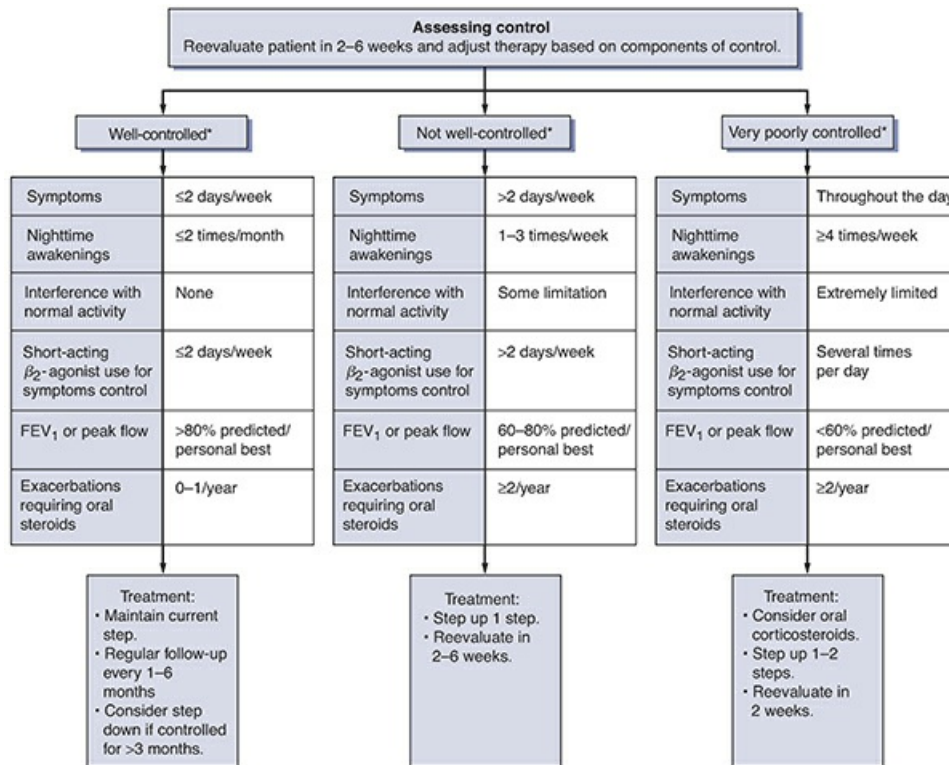 Assessing control
Reevaluate patient in 2–6 weeks and adjust therapy based on components of control.
Well-controlled*
Symptoms ≤2 days/week
Nighttime ≤2 times/month
awakenings
Interference with None
normal activity
Short-acting ≤2 days/week
β2-agonist use for
symptoms control
FEV1 or peak flow >80% predicted/
personal best
Exacerbations 0–1/year
requiring oral
steroids
Treatment:
• Maintain current
step.
• Regular follow-up
every 1–6
months
• Consider step
down if controlled
for >3 months.
Not well-controlled*
Symptoms >2 days/week
Nighttime 1–3 times/week
awakenings
Interference with Some limitation
normal activity
Short-acting >2 days/week
β2-agonist use for
symptoms control
FEV1 or peak flow 60–80% predicted/
personal best
Exacerbations ≥2/year
requiring oral
steroids
Treatment:
• Step up 1 step.
• Reevaluate in
2–6 weeks.
Very poorly controlled*
Symptoms Throughout the day
Nighttime ≥4 times/week
awakenings
Interference with Extremely limited
normal activity
Short-acting Several times
β2-agonist use for per day
symptoms control
FEV1 or peak flow <60% predicted/
personal best
Exacerbations ≥2/year
requiring oral
steroids
Treatment:
• Consider oral
corticosteroids.
• Step up 1–2
steps.
• Reevaluate in
2 weeks.